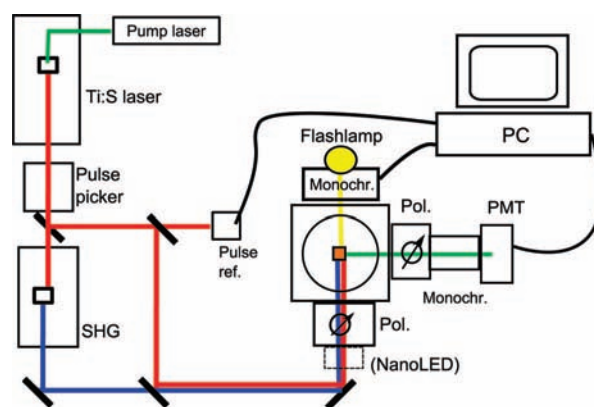 Pump laser
Ti:S laser
Flashlamp
PC
Pulse
picker
Monochr.
Pol.
PMT
Pulse
ref.
Monochr.
SHG
Pol.
(NanoLED)